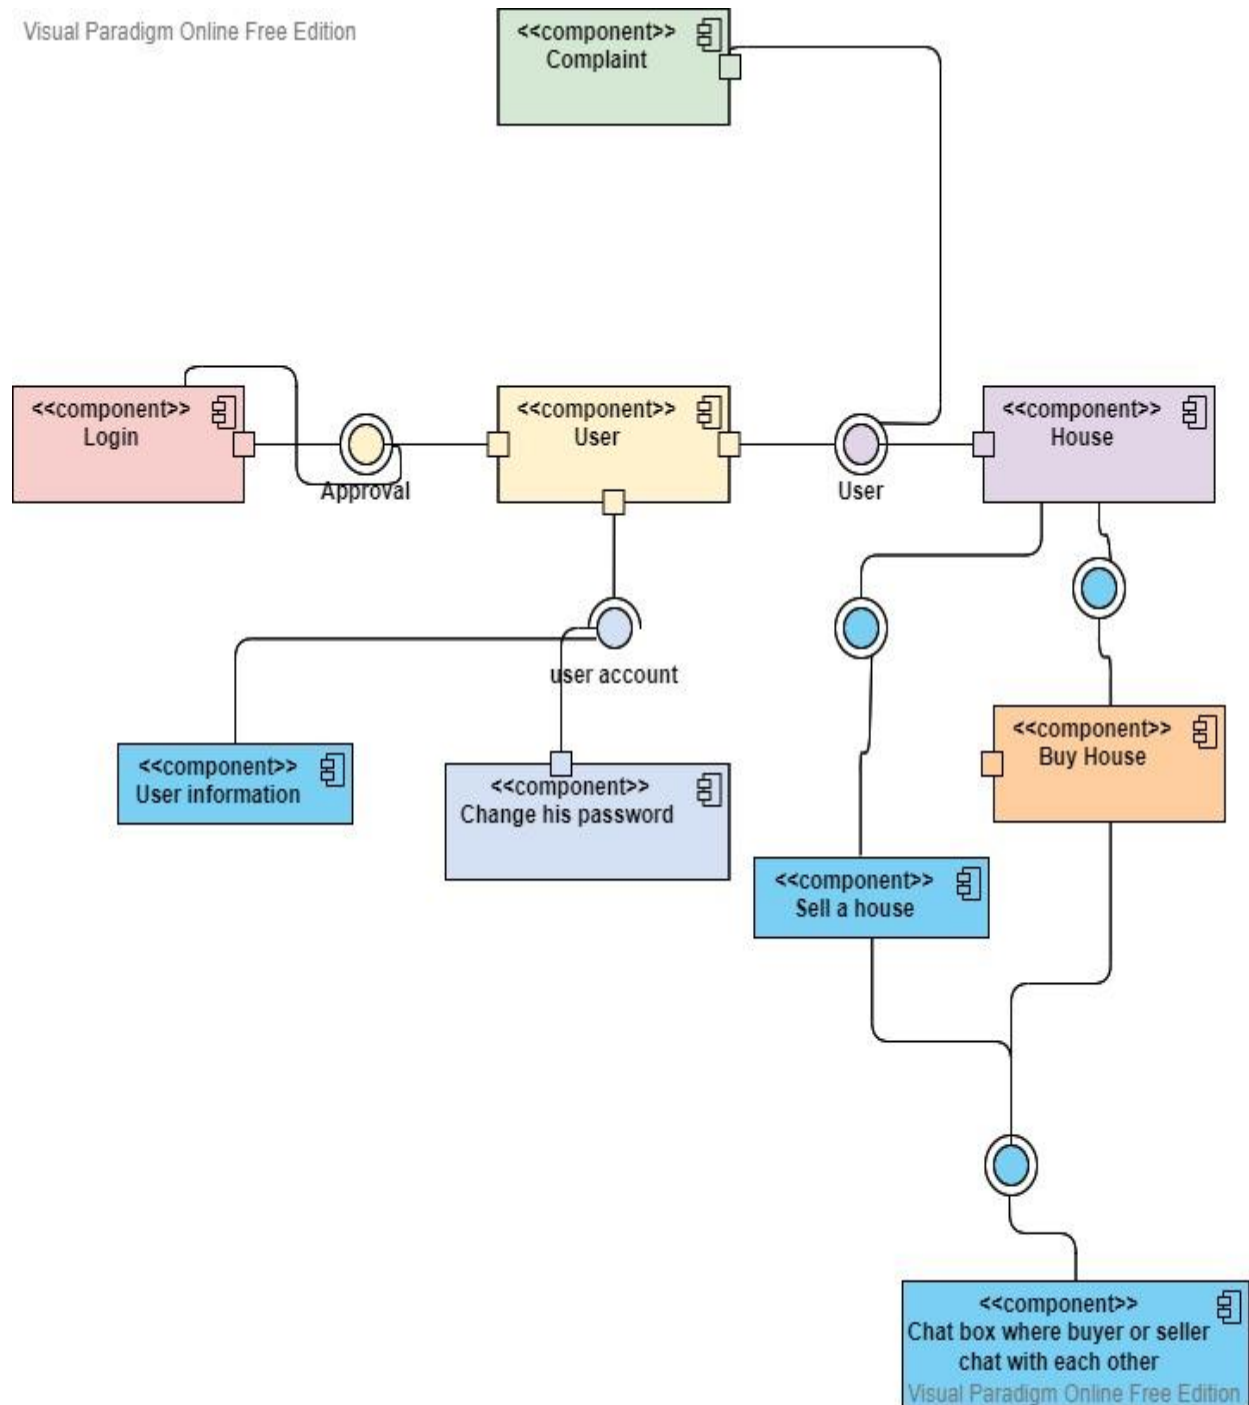 Visual Paradigm Online Free Edition
<<component>>
Complaint
<<component>>
Login
Approval
<<component>>
User
User
<<component>>
House
user account
<<component>>
User information
<<component>>
Change his password
<<component>>
Buy House
<<component>>
Sell a house
<<component>>
Chat box where buyer or seller
chat with each other
Visual Paradigm Online Free Edition